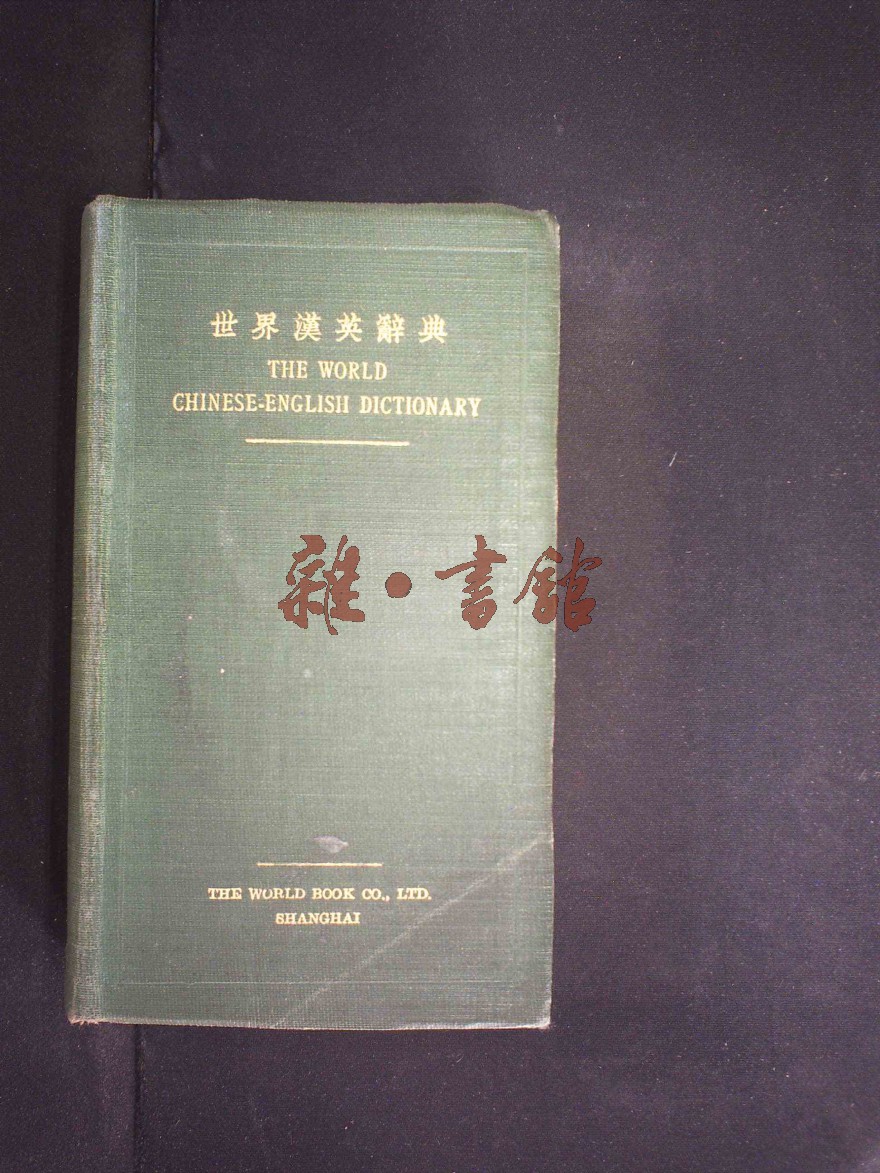 世界漢英辭典
THE WORLD
CHINESE-ENGLISH DICTIONARY
雜·書館
THE WORLD BOOK CO., LTD.
SHANGHAI